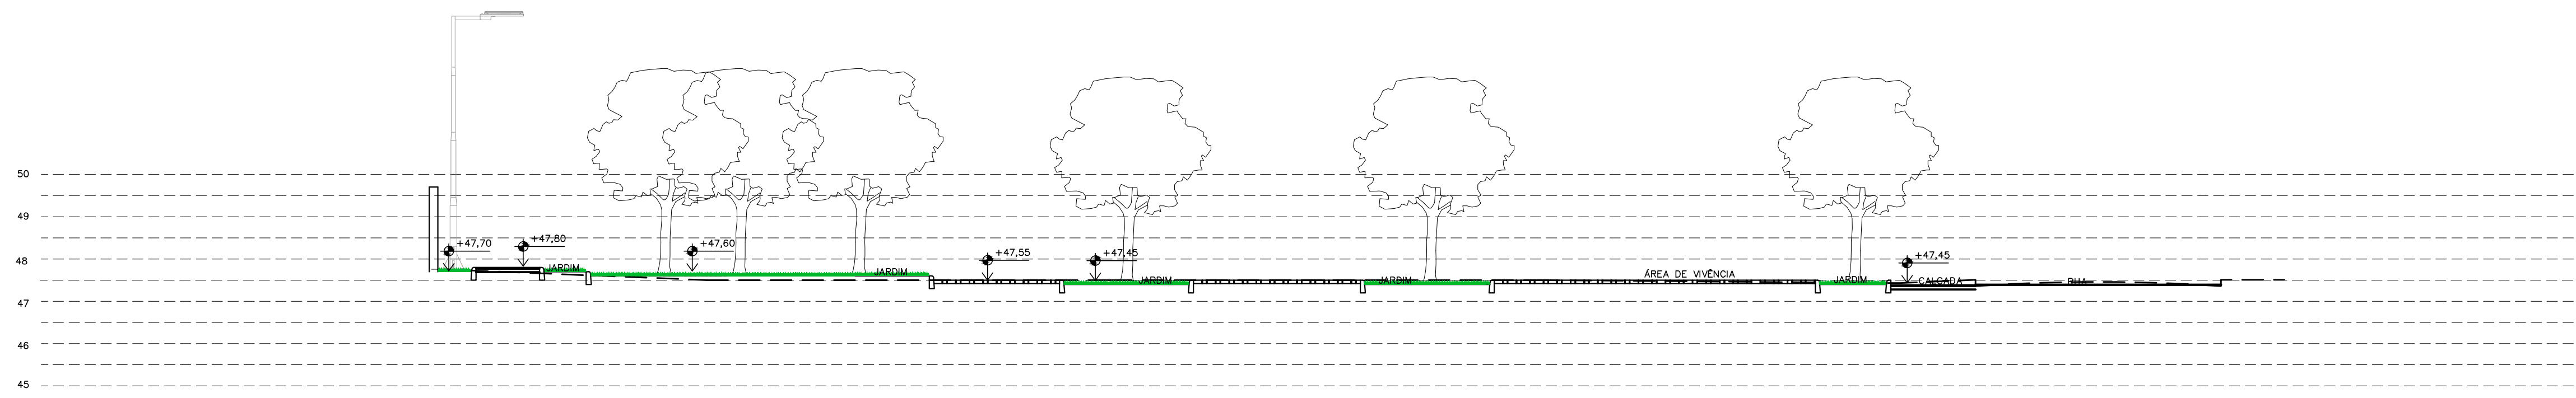 50
49
48
47
46
45
+47,70
+47,80
+47,60
+47,55
+47,45
+47,45
JARDIM
JARDIM
JARDIM
JARDIM
ÁREA DE VIVÊNCIA
JARDIM
CALÇADA
RUA